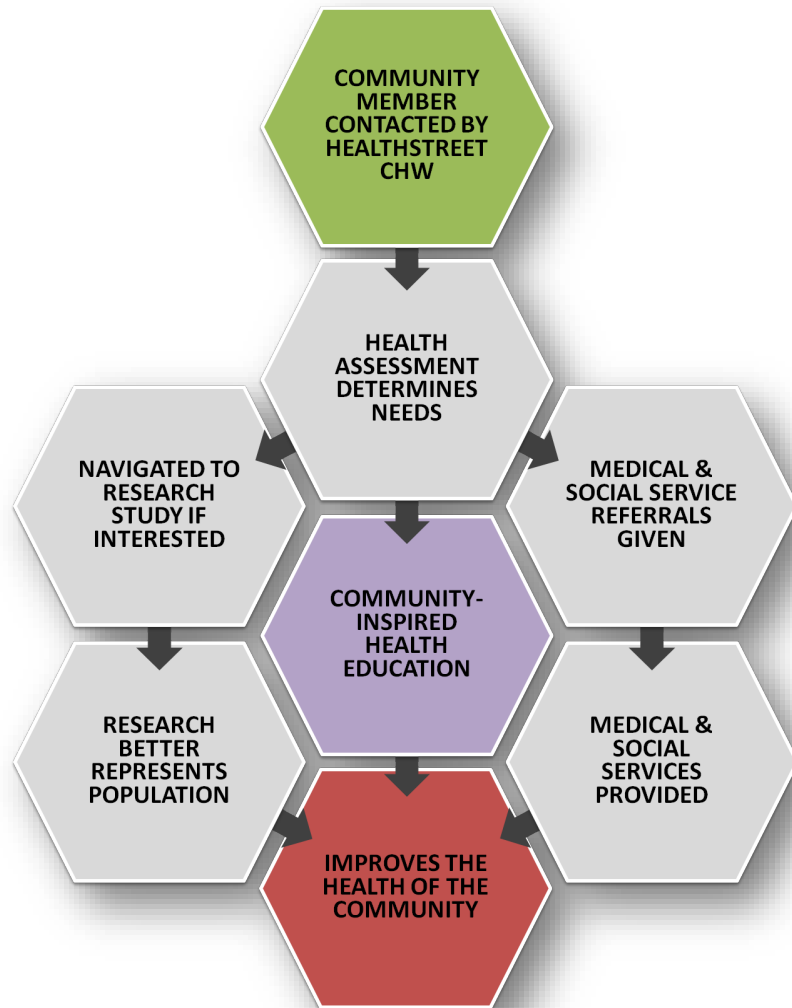 COMMUNITY
MEMBER
CONTACTED BY
HEALTHSTREET
CHW
HEALTH
ASSESSMENT
DETERMINES
NEEDS
NAVIGATED TO
RESEARCH
STUDY IF
INTERESTED
MEDICAL &
SOCIAL SERVICE
REFERRALS
GIVEN
COMMUNITY-
INSPIRED
HEALTH
EDUCATION
RESEARCH
BETTER
REPRESENTS
POPULATION
MEDICAL &
SOCIAL
SERVICES
PROVIDED
IMPROVES THE
HEALTH OF THE
COMMUNITY